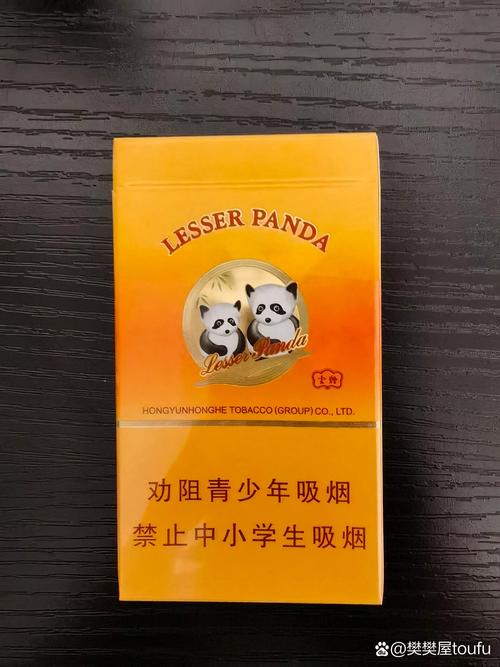 LESSER PANDA
Lesser Panda
HONGYUNHONGHE TOBACCO (GROUP) CO., LTD.
劝阻青少年吸烟
禁止中小学生吸烟
@樊樊屋toufu